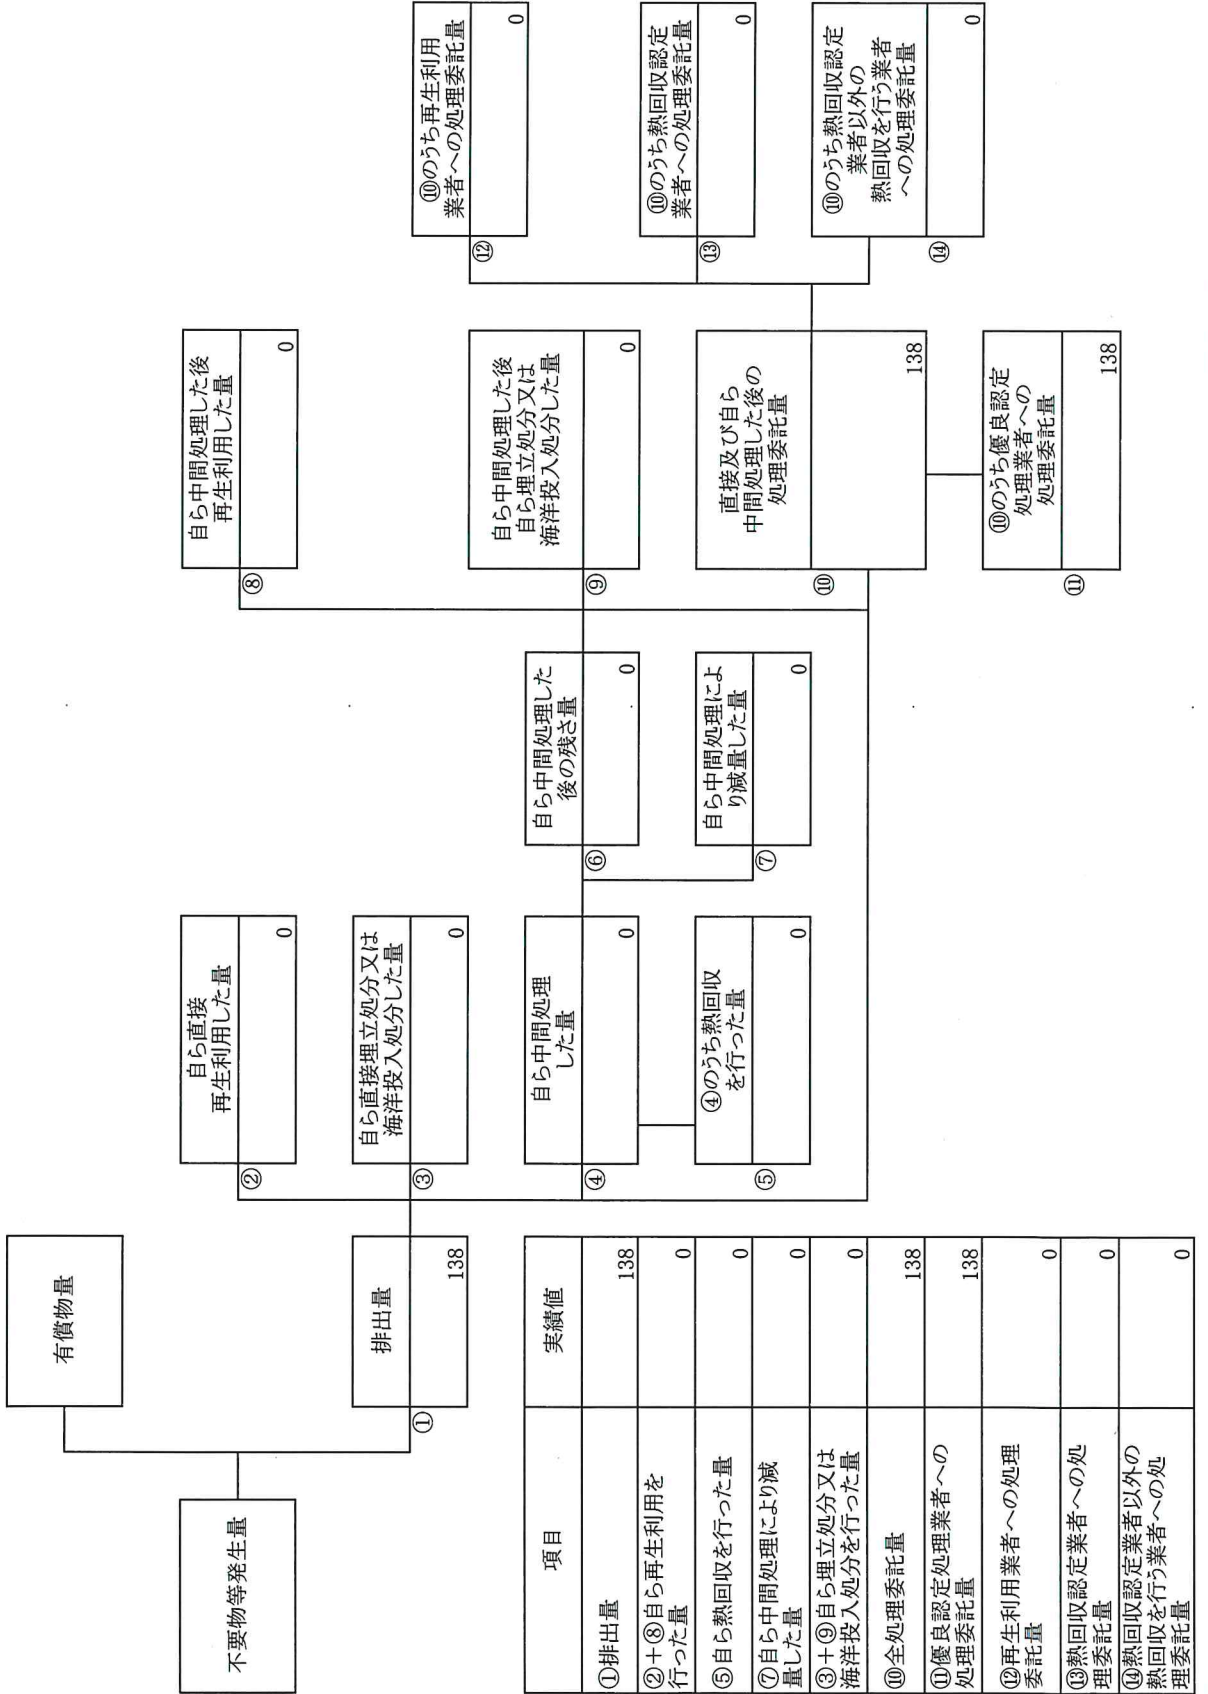 不要物等発生量
有償物量
①
排出量
138
②
自ら直接
再生利用した量
0
③
自ら直接埋立処分又は
海洋投入処分した量
0
④
自ら中間処理
した量
0
⑤
④のうち熱回収
を行った量
0
⑥
自ら中間処理した
後の残さ量
0
⑦
自ら中間処理によ
り減量した量
0
⑧
自ら中間処理した後
再生利用した量
0
⑨
自ら中間処理した後
自ら埋立処分又は
海洋投入処分した量
0
⑩
直接及び自ら
中間処理した後の
処理委託量
138
⑪
⑩のうち優良認定
処理業者への
処理委託量
138
⑫
⑩のうち再生利用
業者への処理委託量
0
⑬
⑩のうち熱回収認定
業者への処理委託量
0
⑭
⑩のうち熱回収認定
業者以外の
熱回収を行う業者
への処理委託量
0
項目
実績値
①排出量
138
②+⑧自ら再生利用を
行った量
0
⑤自ら熱回収を行った量
0
⑦自ら中間処理により減
量した量
0
③+⑨自ら埋立処分又は
海洋投入処分を行った量
0
⑩全処理委託量
138
⑪優良認定処理業者への
処理委託量
138
⑫再生利用業者への処理
委託量
0
⑬熱回収認定業者への処
理委託量
0
⑭熱回収認定業者以外の
熱回収を行う業者への処
理委託量
0